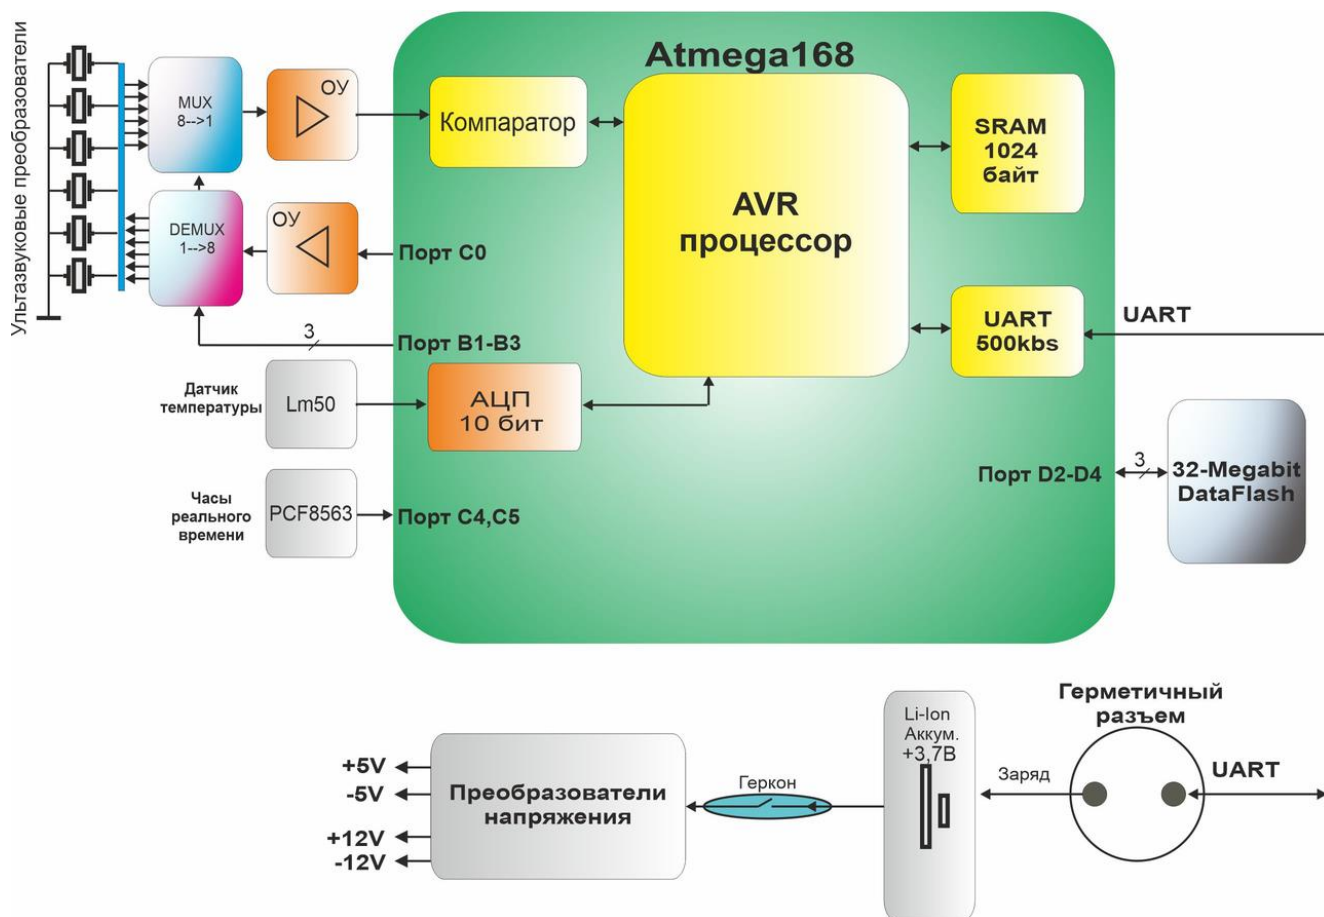 Ультазвуковые преобразователи
MUX
8-->1
ОУ
DEMUX
1-->8
ОУ
Atmega168
Компаратор
AVR
процессор
SRAM
1024
байт
Порт C0
3
Порт B1-B3
UART
500kbs
UART
Датчик
температуры
Lm50
АЦП
10 бит
Часы
реального
времени
PCF8563
Порт C4,C5
Порт D2-D4
3
32-Megabit
DataFlash
+5V
-5V
+12V
-12V
Преобразователи
напряжения
Геркон
Li-Ion
Аккум.
+3,7В
Заряд
Герметичный
разъем
UART